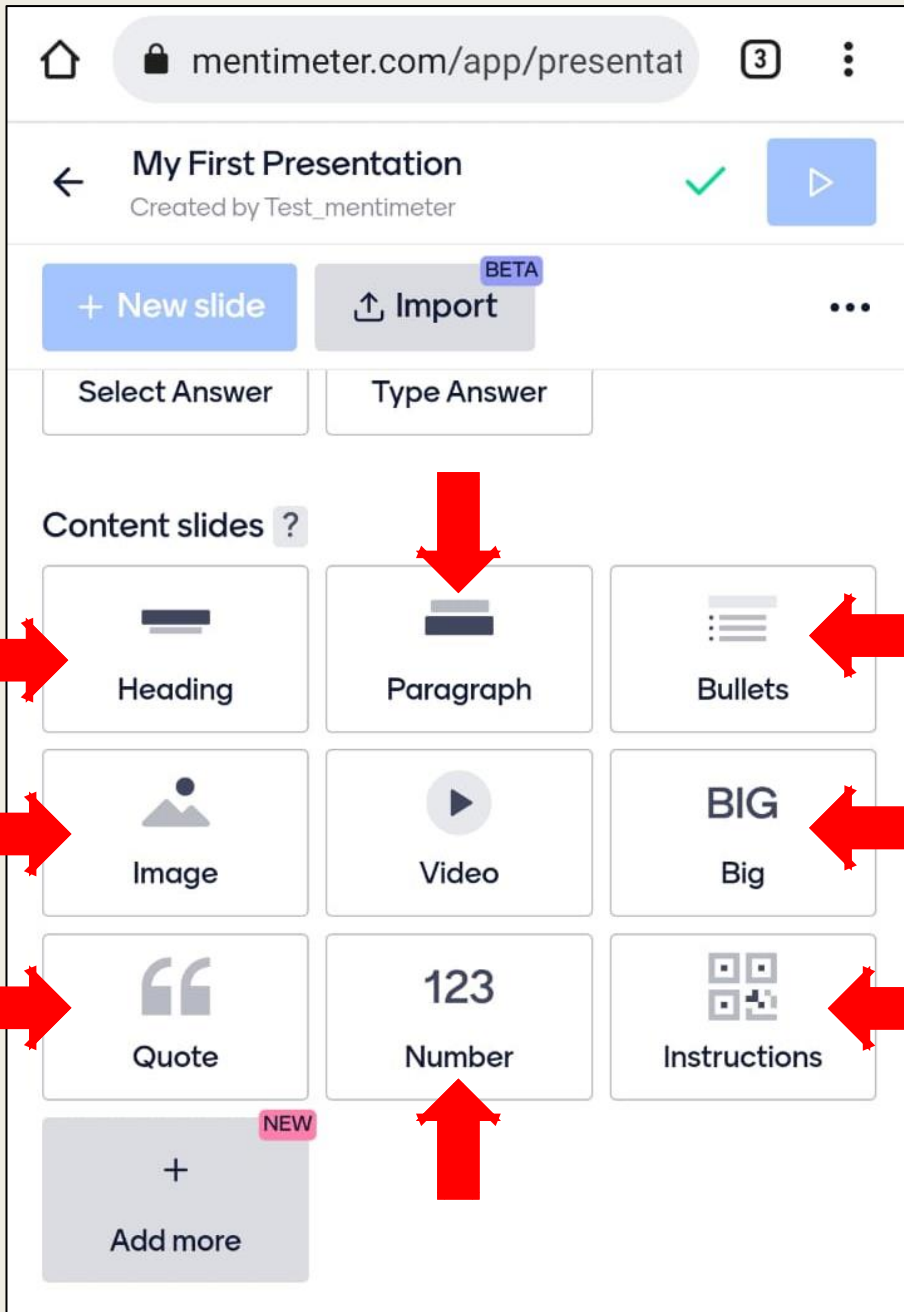 mentimeter.com/app/presentat
3
My First Presentation
Created by Test_mentimeter
+ New slide
Import
BETA
Select Answer
Type Answer
Content slides ?
Heading
Paragraph
Bullets
Image
Video
BIG
Big
Quote
123
Number
Instructions
NEW
+
Add more